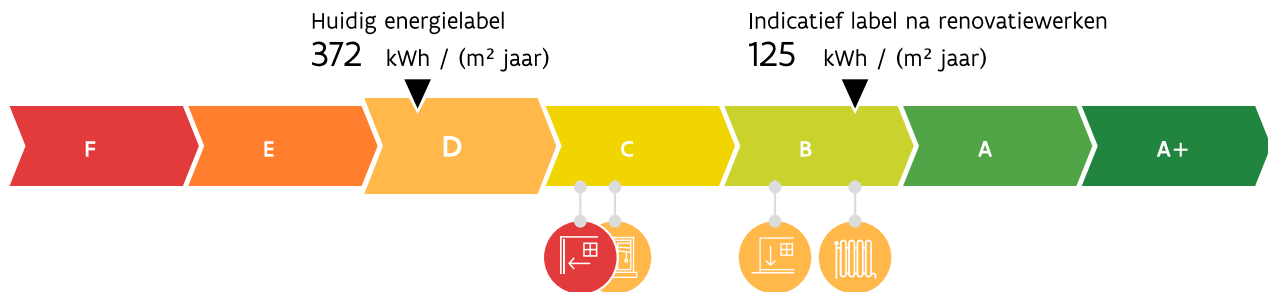 Huidig energielabel
372 kWh / (m² jaar)
Indicatief label na renovatiewerken
125 kWh / (m² jaar)
F
E
D
C
B
A
A+